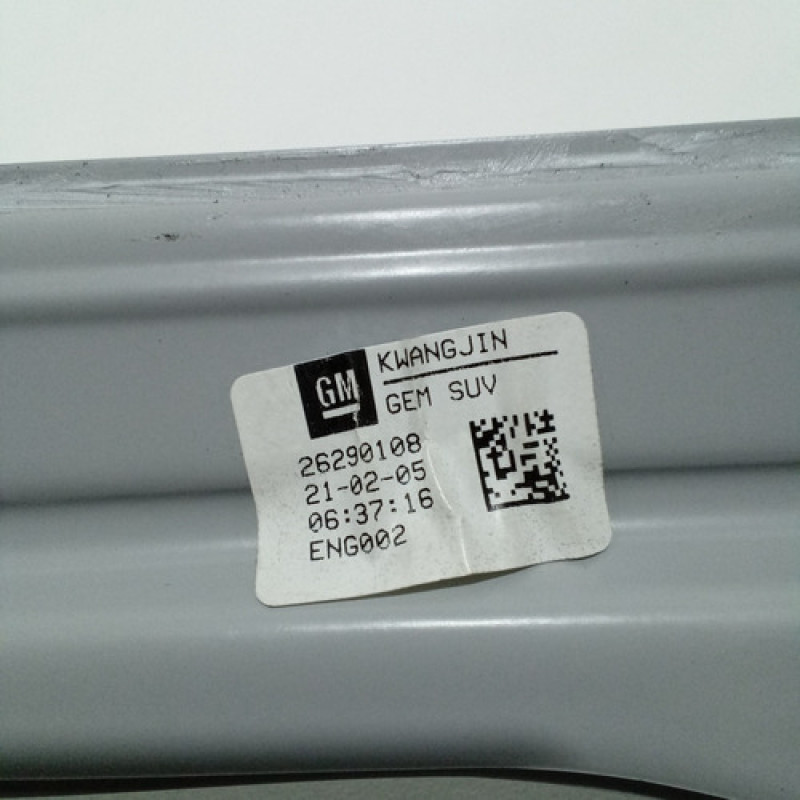 GM
KWANGJIN
GEM SUV
26290108
21-02-05
06:37:16
ENG002